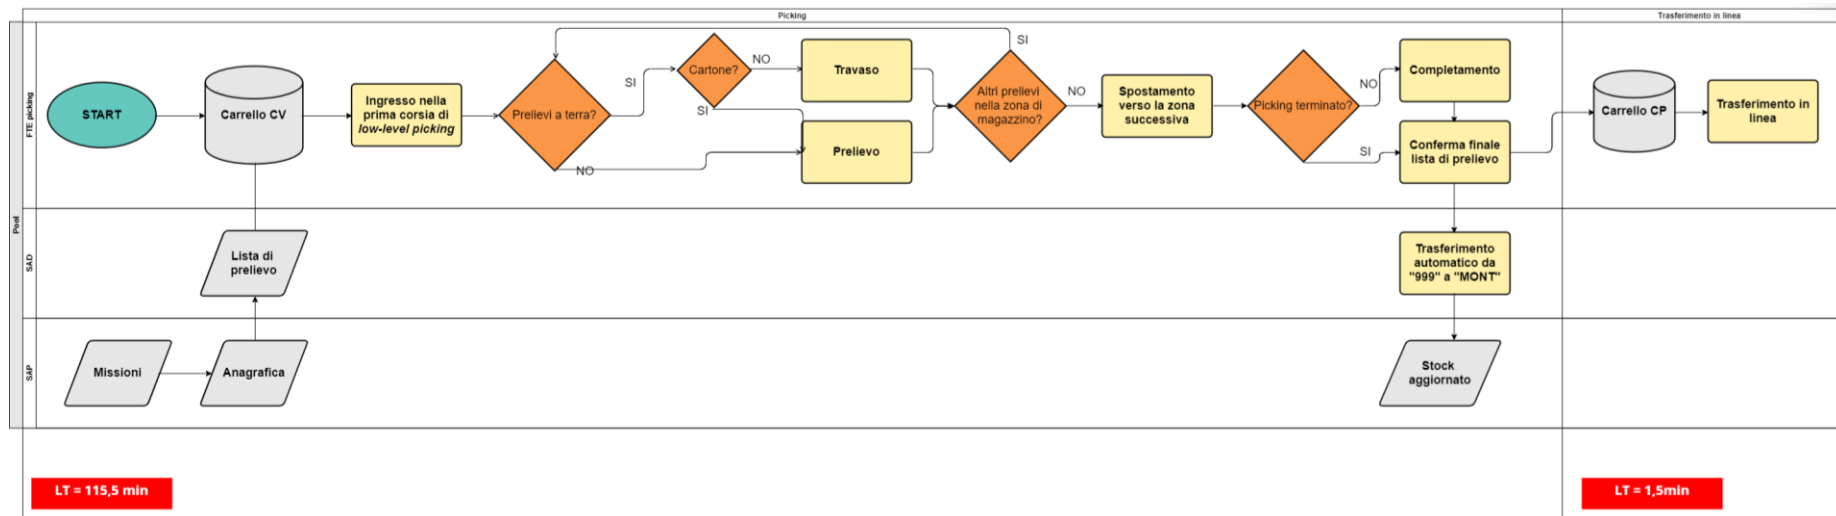 Picking
Trasferimento in linea
Pool
FTE picking
START
Carrello CV
Ingresso nella
prima corsia di
low-level picking
Prelievi a terra?
SI
NO
Cartone?
NO
SI
Travaso
Prelievo
SI
Altri prelievi
nella zona di
magazzino?
NO
Spostamento
verso la zona
successiva
Picking terminato?
NO
SI
Completamento
Conferma finale
lista di prelievo
Carrello CP
Trasferimento in
linea
SAD
Lista di
prelievo
Trasferimento
automatico da
"999" a "MONT"
SAP
Missioni
Anagrafica
Stock
aggiornato
LT = 115,5 min
LT = 1,5min